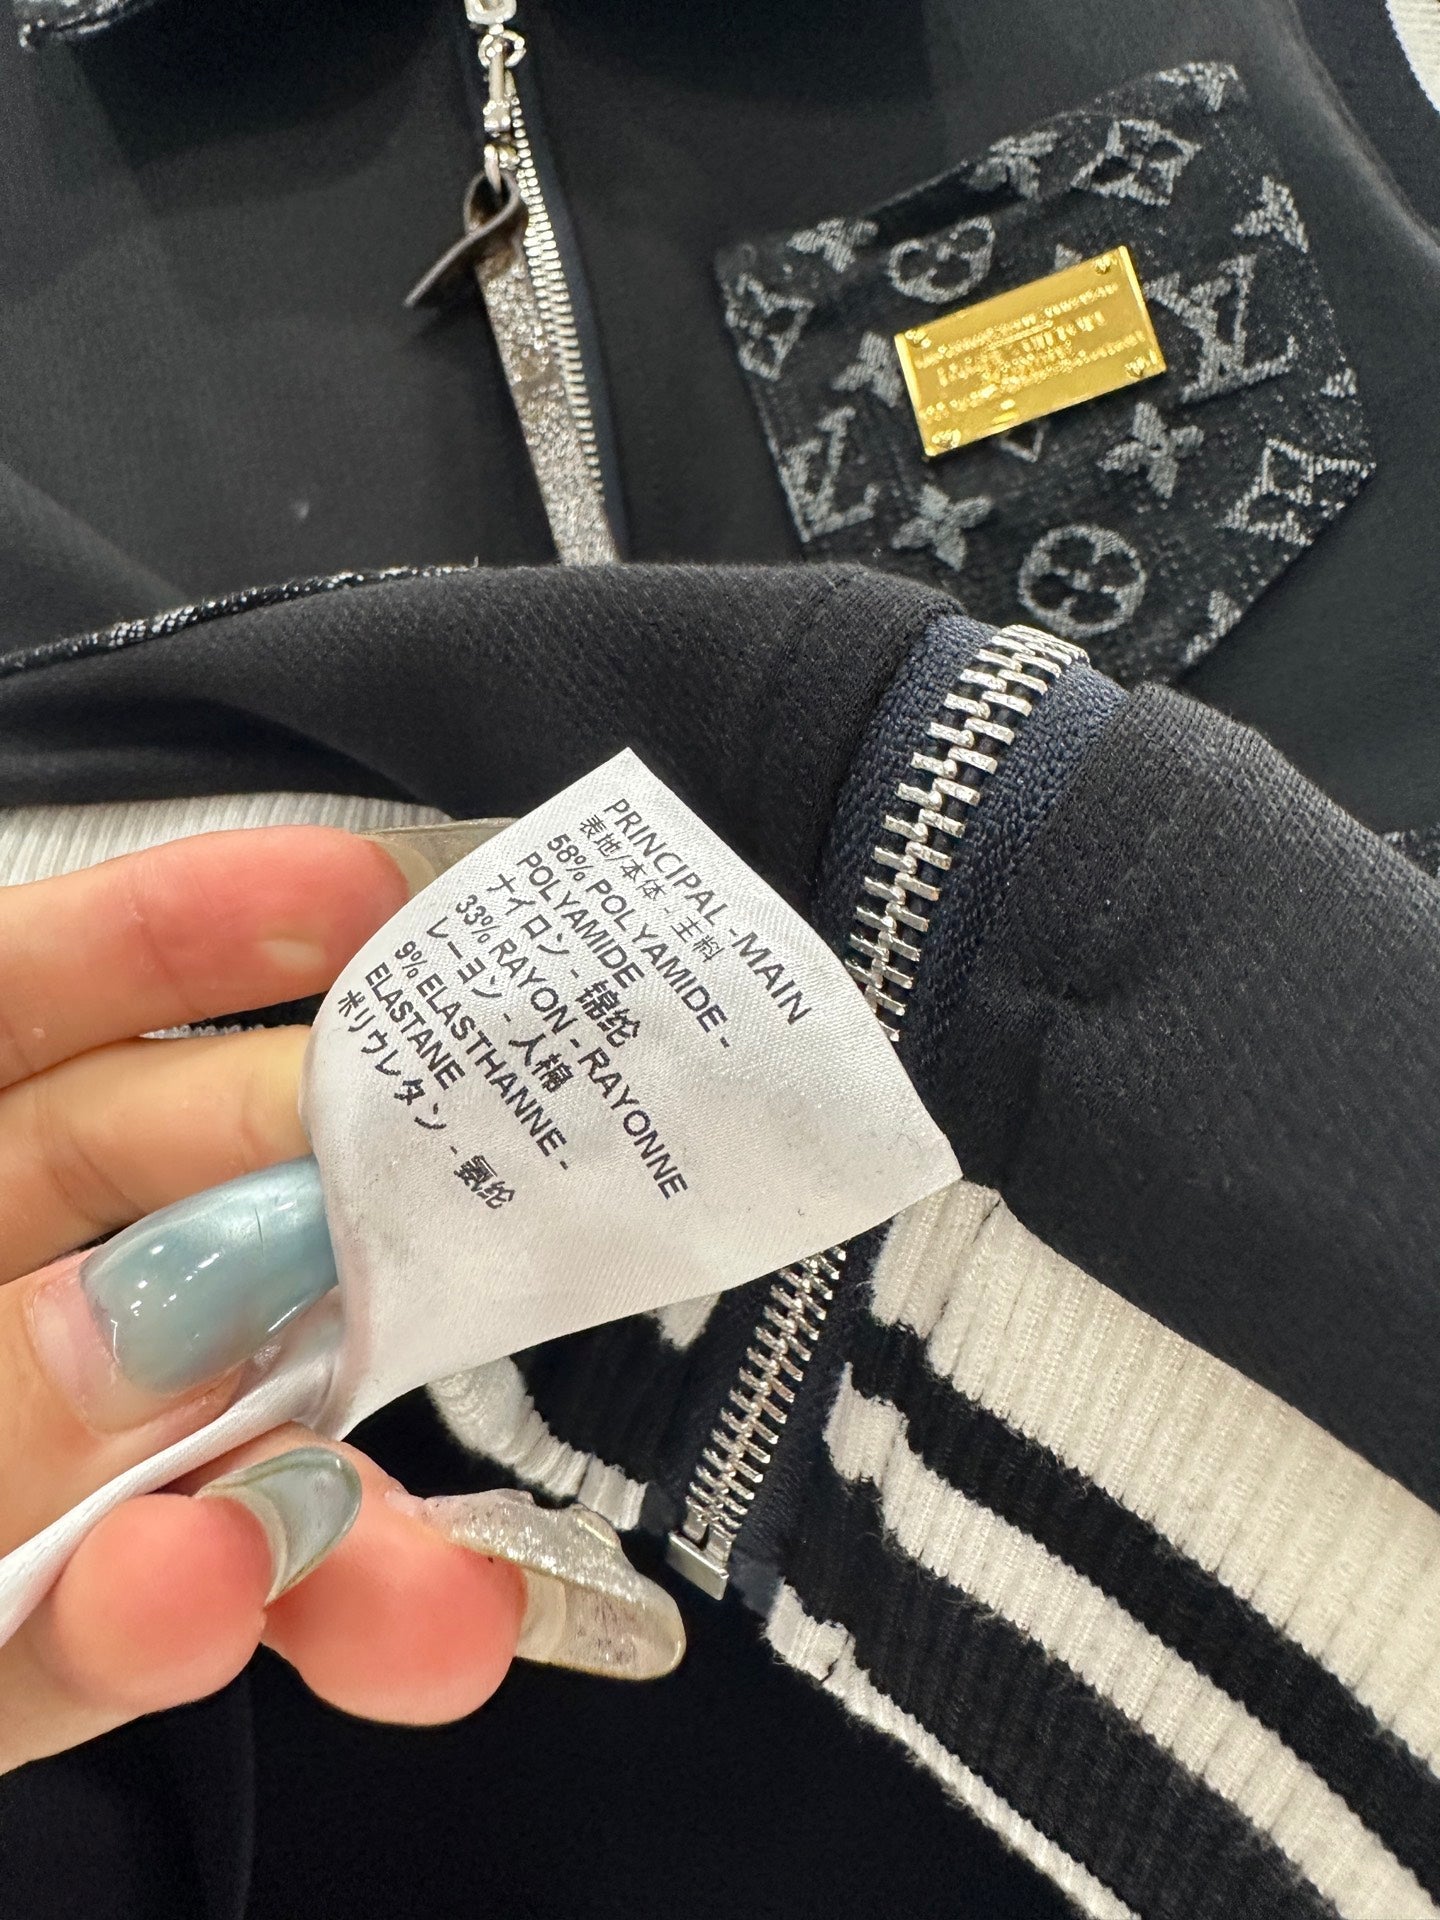 PRINCIPAL - MAIN
表地/本体 - 主料
58% POLYAMIDE -
POLYAMIDE
ナイロン - 锦纶
33% RAYON - RAYONNE
レーヨン - 人棉
9% ELASTHANNE -
ELASTANE
ポリウレタン - 氨纶